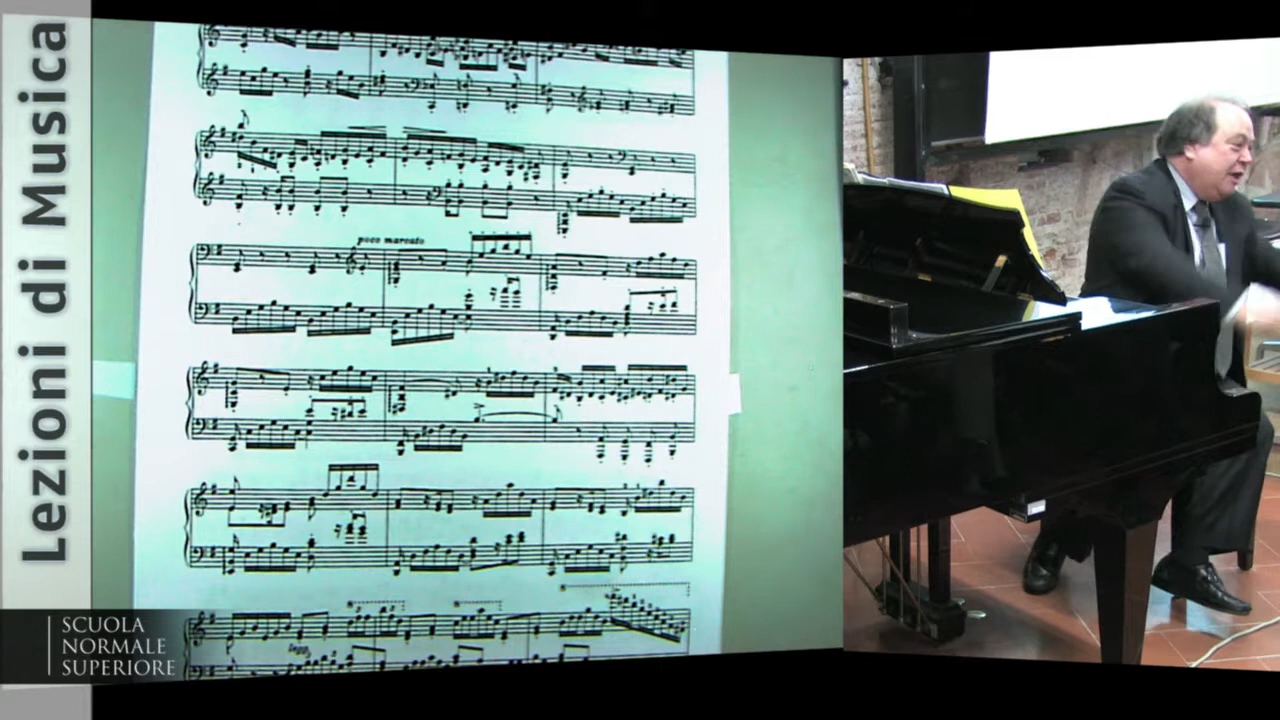 Lezioni di Musica
poco marcato
SCUOLA
NORMALE
SUPERIORE